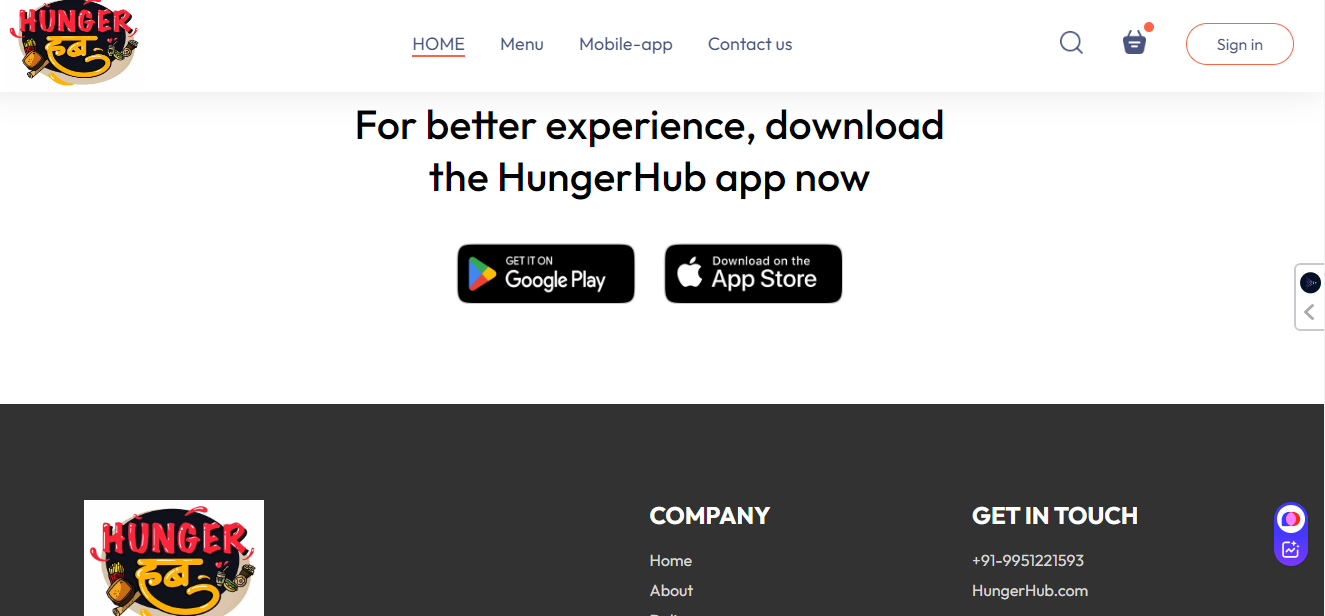 HUNGER
हब
HOME
Menu
Mobile-app
Contact us
Sign in
For better experience, download
the HungerHub app now
GET IT ON
Google Play
Download on the
App Store
HUNGER
हब
COMPANY
Home
About
GET IN TOUCH
+91-9951221593
HungerHub.com